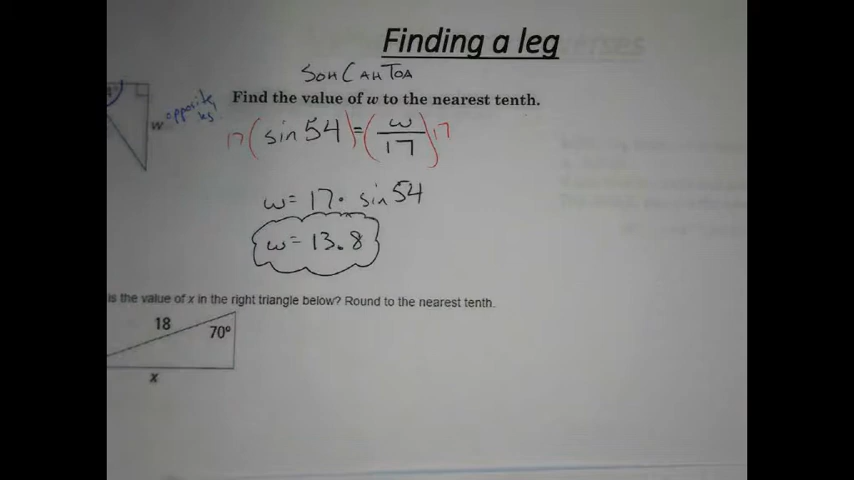 Finding a leg
SOH CAH TOA
Find the value of w to the nearest tenth.
w opposite
17 ( sin 54 ) = ( w/17 ) 17
w = 17 · sin 54
w = 13.8
is the value of x in the right triangle below? Round to the nearest tenth.
18
70º
x